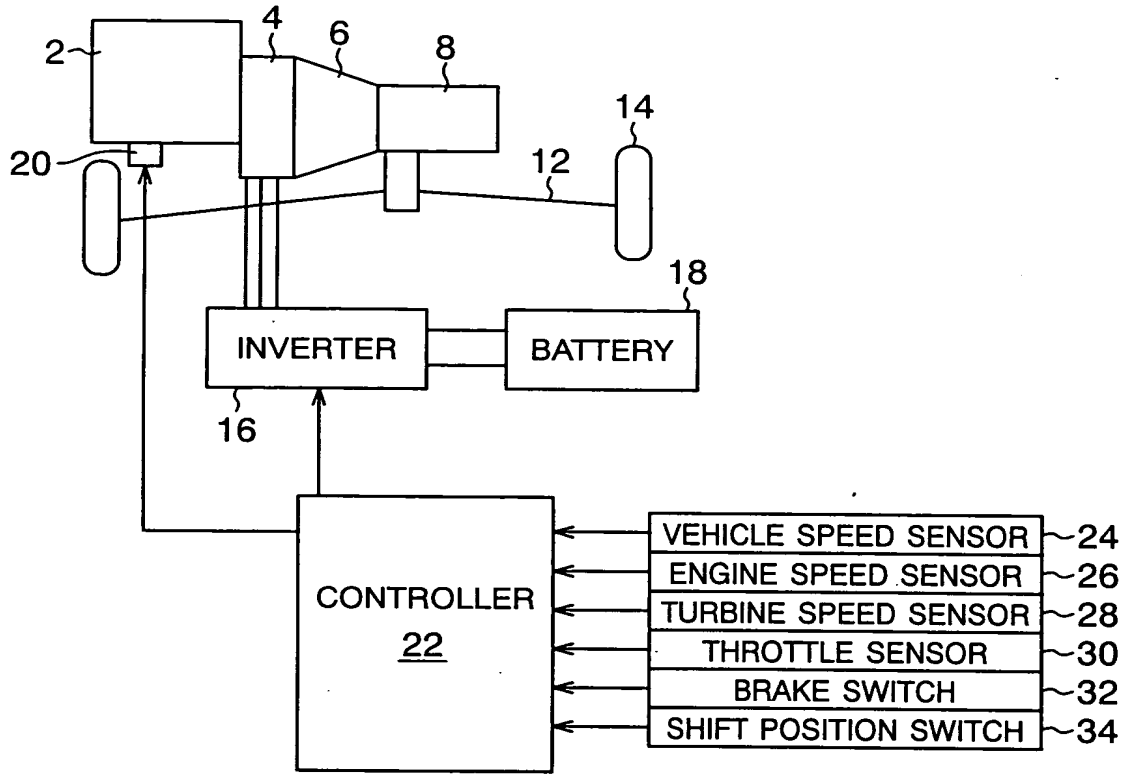 2
4
6
8
14
20
12
18
INVERTER
BATTERY
16
CONTROLLER
22
VEHICLE SPEED SENSOR 24
ENGINE SPEED SENSOR 26
TURBINE SPEED SENSOR 28
THROTTLE SENSOR 30
BRAKE SWITCH 32
SHIFT POSITION SWITCH 34